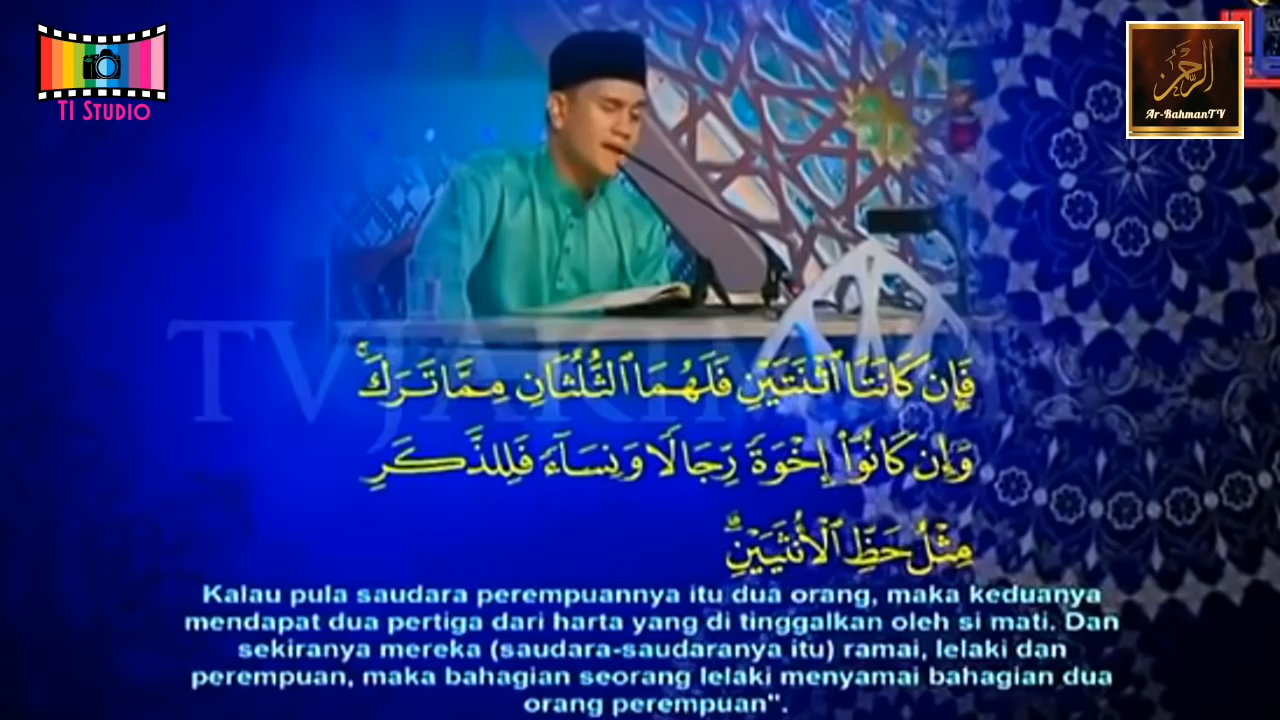 TI STUDIO
الرحمن
Ar-RahmanTV
فَإِن كَانَتَا ٱثْنَتَيْنِ فَلَهُمَا ٱلثُّلُثَانِ مِمَّا تَرَكَ ۚ
وَإِن كَانُوٓا۟ إِخْوَةً رِّجَالًا وَنِسَآءً فَلِلذَّكَرِ
مِثْلُ حَظِّ ٱلْأُنثَيَيْنِ ۗ
Kalau pula saudara perempuannya itu dua orang, maka keduanya
mendapat dua pertiga dari harta yang di tinggalkan oleh si mati. Dan
sekiranya mereka (saudara-saudaranya itu) ramai, lelaki dan
perempuan, maka bahagian seorang lelaki menyamai bahagian dua
orang perempuan".